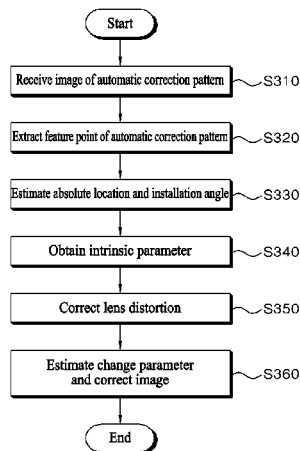 Start
Receive image of automatic correction pattern
S310
Extract feature point of automatic correction pattern
S320
Estimate absolute location and installation angle
S330
Obtain intrinsic parameter
S340
Correct lens distortion
S350
Estimate change parameter
and correct image
S360
End